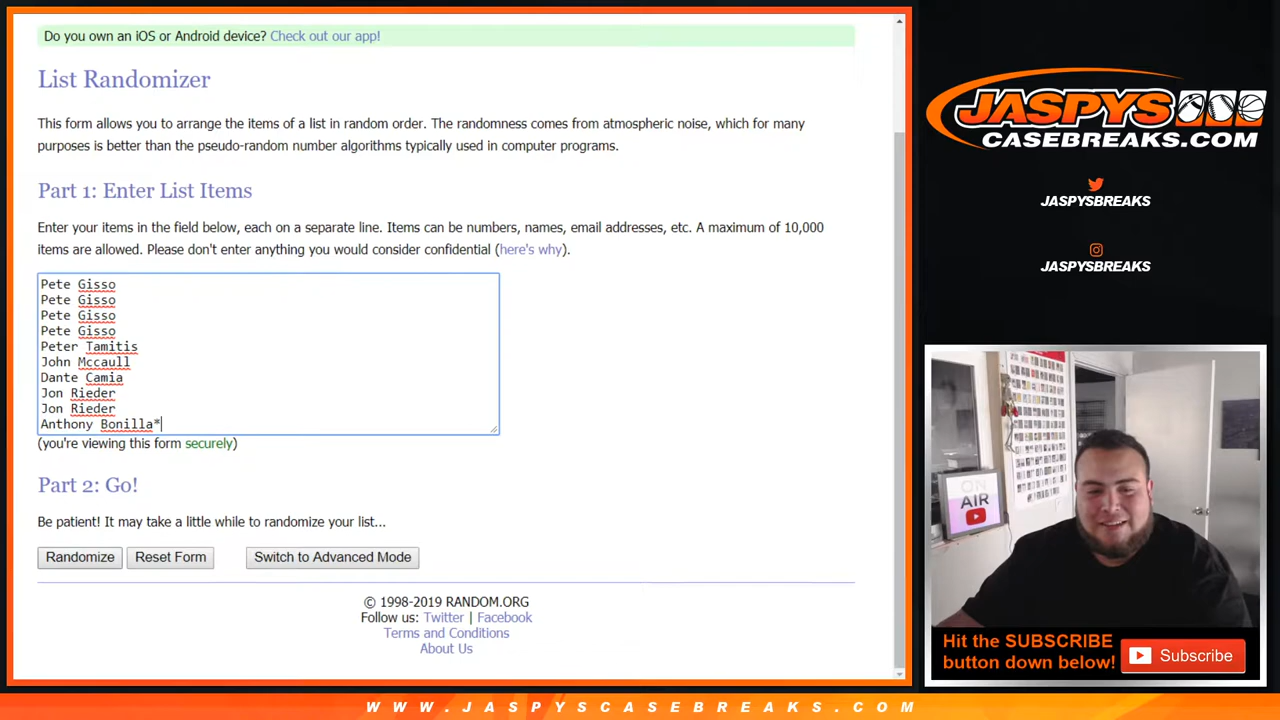 Do you own an iOS or Android device? Check out our app!
List Randomizer
This form allows you to arrange the items of a list in random order. The randomness comes from atmospheric noise, which for many
purposes is better than the pseudo-random number algorithms typically used in computer programs.
Part 1: Enter List Items
Enter your items in the field below, each on a separate line. Items can be numbers, names, email addresses, etc. A maximum of 10,000
items are allowed. Please don't enter anything you would consider confidential (here's why).
Pete Gisso
Pete Gisso
Pete Gisso
Pete Gisso
Peter Tamitis
John Mccaull
Dante Camia
Jon Rieder
Jon Rieder
Anthony Bonilla*
(you're viewing this form securely)
Part 2: Go!
Be patient! It may take a little while to randomize your list...
Randomize Reset Form Switch to Advanced Mode
© 1998-2019 RANDOM.ORG
Follow us: Twitter | Facebook
Terms and Conditions
About Us
JASPYS
CASEBREAKS.COM
JASPYSBREAKS
JASPYSBREAKS
ON
AIR
Hit the SUBSCRIBE
button down below!
Subscribe
WWW.JASPYSCASEBREAKS.COM